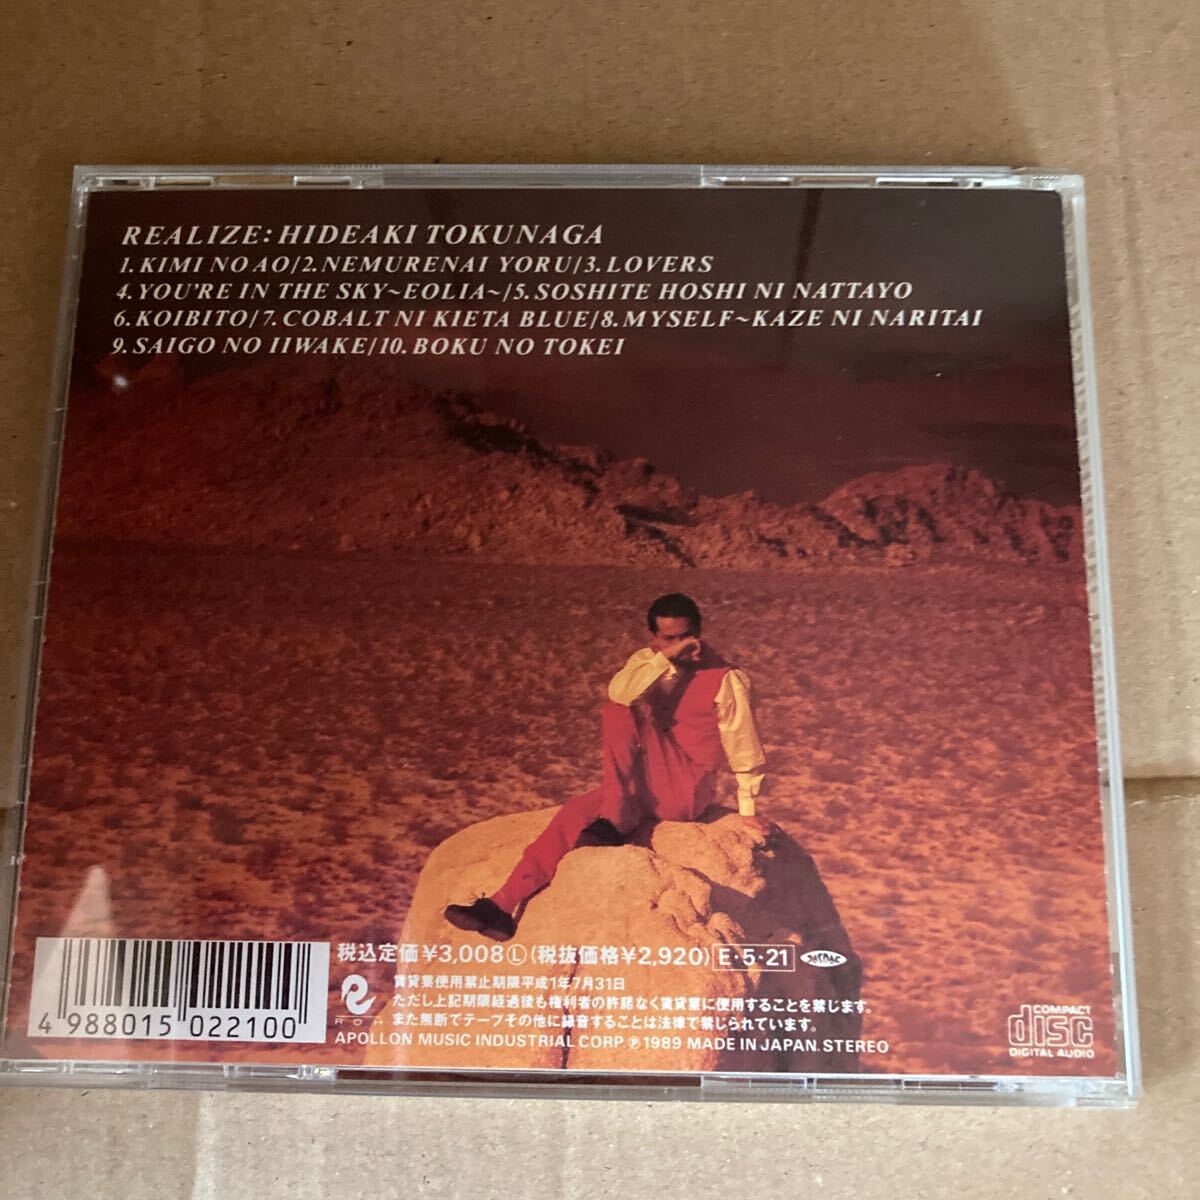 REALIZE: HIDEAKI TOKUNAGA
1. KIMI NO AO/2. NEMURENAI YORU/3. LOVERS
4. YOU'RE IN THE SKY~EOLIA~/5. SOSHITE HOSHI NI NATTAYO
6. KOIBITO/7. COBALT NI KIETA BLUE/8. MYSELF~KAZE NI NARITAI
9. SAIGO NO IIWAKE/10. BOKU NO TOKEI
税込定価¥3,008Ⓛ(税抜価格¥2,920) E・5・21 JASRAC
賃貸業使用禁止期限平成1年7月31日
ただし上記期限経過後も権利者の許諾なく賃貸業に使用することを禁じます。
また無断でテープその他に録音することは法律で禁じられています。
APOLLON MUSIC INDUSTRIAL CORP. ℗ 1989 MADE IN JAPAN. STEREO
4 988015 022100
COMPACT
disc
DIGITAL AUDIO